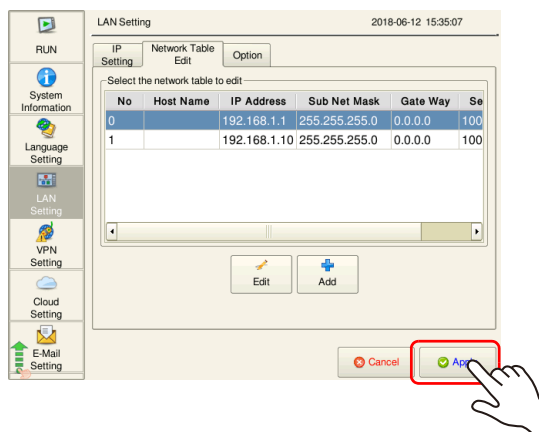 LAN Setting 2018-06-12 15:35:07
RUN
System
Information
Language
Setting
LAN
Setting
VPN
Setting
Cloud
Setting
E-Mail
Setting
IP
Setting
Network Table
Edit
Option
Select the network table to edit
No Host Name IP Address Sub Net Mask Gate Way Se
0 192.168.1.1 255.255.255.0 0.0.0.0 100
1 192.168.1.10 255.255.255.0 0.0.0.0 100
Edit Add
Cancel